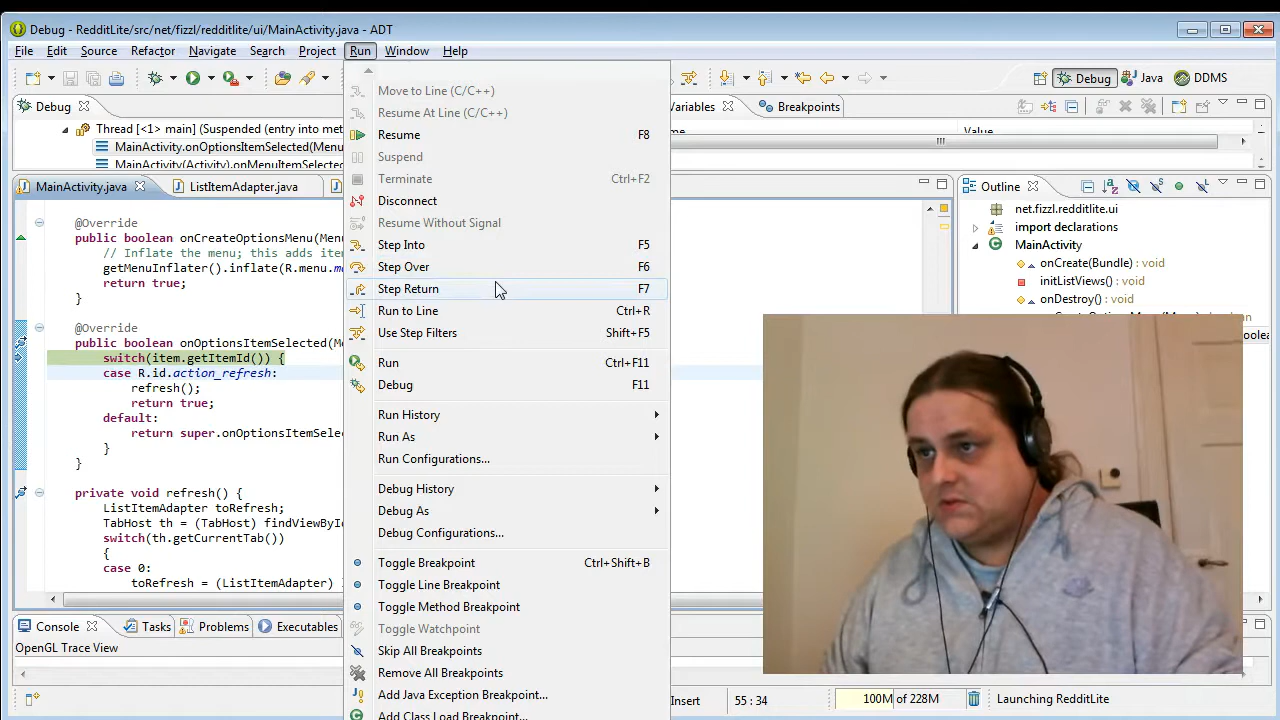 Debug - RedditLite/src/net/fizzl/redditlite/ui/MainActivity.java - ADT
File Edit Source Refactor Navigate Search Project Run Window Help
Debug Java DDMS
Debug
Variables Breakpoints
Thread [<1> main] (Suspended (entry into met
Value
MainActivity.onOptionsItemSelected(Menu
MainActivity(Activity).onMenuItemSelected
MainActivity.java ListItemAdapter.java
@Override
public boolean onCreateOptionsMenu(Menu
// Inflate the menu; this adds iter
getMenuInflater().inflate(R.menu.m
return true;
}
@Override
public boolean onOptionsItemSelected(M
switch(item.getItemId()) {
case R.id.action_refresh:
refresh();
return true;
default:
return super.onOptionsItemSelec
}
}
private void refresh() {
ListItemAdapter toRefresh;
TabHost th = (TabHost) findViewById
switch(th.getCurrentTab())
{
case 0:
toRefresh = (ListItemAdapter)
Move to Line (C/C++)
Resume At Line (C/C++)
Resume F8
Suspend
Terminate Ctrl+F2
Disconnect
Resume Without Signal
Step Into F5
Step Over F6
Step Return F7
Run to Line Ctrl+R
Use Step Filters Shift+F5
Run Ctrl+F11
Debug F11
Run History
Run As
Run Configurations...
Debug History
Debug As
Debug Configurations...
Toggle Breakpoint Ctrl+Shift+B
Toggle Line Breakpoint
Toggle Method Breakpoint
Toggle Watchpoint
Skip All Breakpoints
Remove All Breakpoints
Add Java Exception Breakpoint...
Add Class Load Breakpoint...
Outline
net.fizzl.redditlite.ui
import declarations
MainActivity
onCreate(Bundle) : void
initListViews() : void
onDestroy() : void
Console Tasks Problems Executables
OpenGL Trace View
Insert 55 : 34 100M of 228M Launching RedditLite